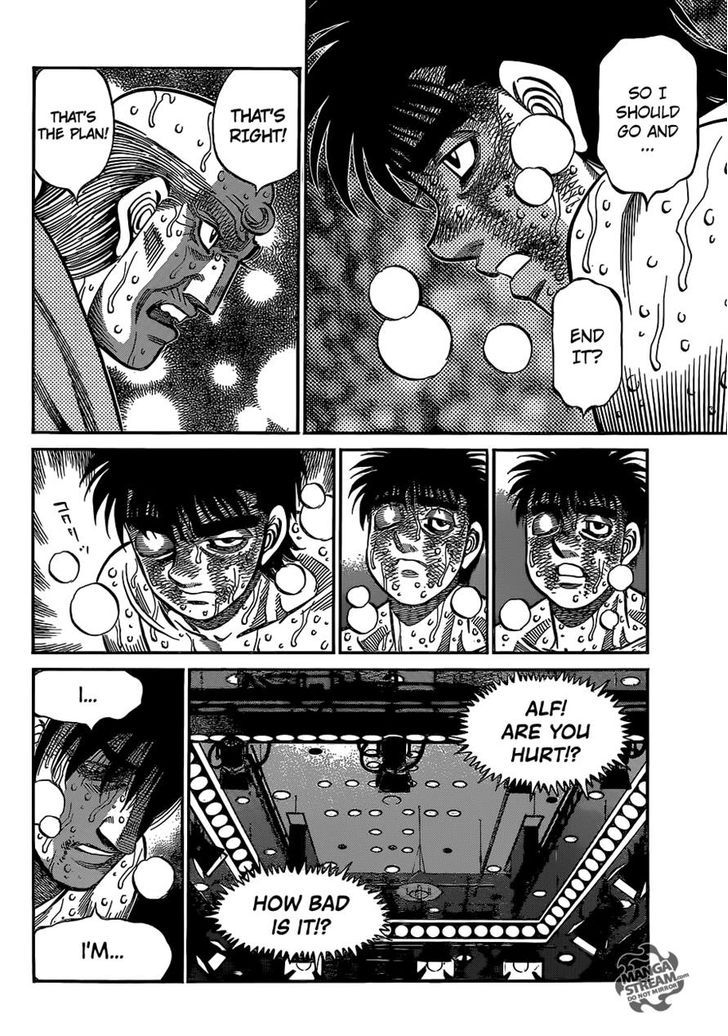 SO I
SHOULD
GO AND
...
END
IT?
THAT'S
RIGHT!
THAT'S
THE PLAN!
I...
I'M...
ALF!
ARE YOU
HURT!?
HOW BAD
IS IT!?
MANGA
STREAM.com
DO NOT MIRROR